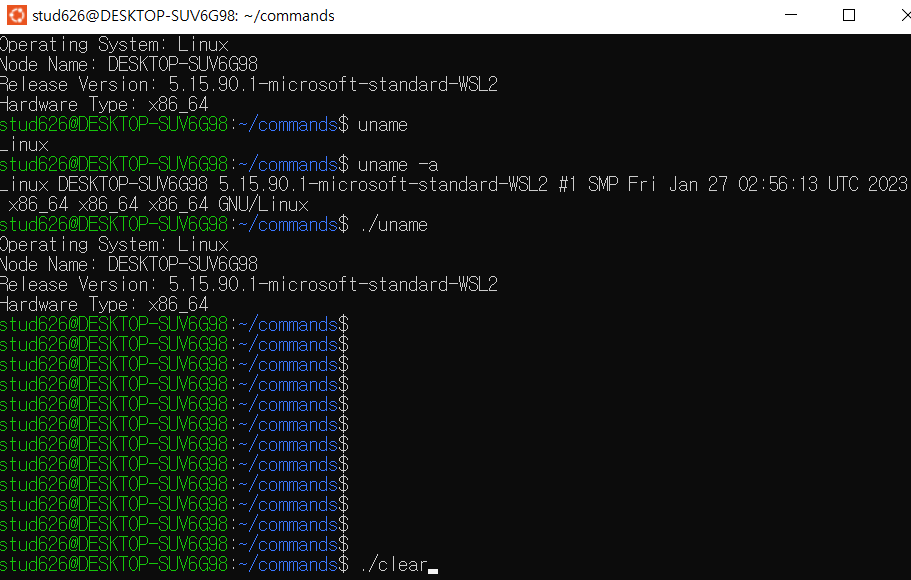 stud626@DESKTOP-SUV6G98: ~/commands
Operating System: Linux
Node Name: DESKTOP-SUV6G98
Release Version: 5.15.90.1-microsoft-standard-WSL2
Hardware Type: x86_64
stud626@DESKTOP-SUV6G98:~/commands$ uname
Linux
stud626@DESKTOP-SUV6G98:~/commands$ uname -a
Linux DESKTOP-SUV6G98 5.15.90.1-microsoft-standard-WSL2 #1 SMP Fri Jan 27 02:56:13 UTC 2023
x86_64 x86_64 x86_64 GNU/Linux
stud626@DESKTOP-SUV6G98:~/commands$ ./uname
Operating System: Linux
Node Name: DESKTOP-SUV6G98
Release Version: 5.15.90.1-microsoft-standard-WSL2
Hardware Type: x86_64
stud626@DESKTOP-SUV6G98:~/commands$
stud626@DESKTOP-SUV6G98:~/commands$
stud626@DESKTOP-SUV6G98:~/commands$
stud626@DESKTOP-SUV6G98:~/commands$
stud626@DESKTOP-SUV6G98:~/commands$
stud626@DESKTOP-SUV6G98:~/commands$
stud626@DESKTOP-SUV6G98:~/commands$
stud626@DESKTOP-SUV6G98:~/commands$
stud626@DESKTOP-SUV6G98:~/commands$
stud626@DESKTOP-SUV6G98:~/commands$
stud626@DESKTOP-SUV6G98:~/commands$
stud626@DESKTOP-SUV6G98:~/commands$
stud626@DESKTOP-SUV6G98:~/commands$ ./clear